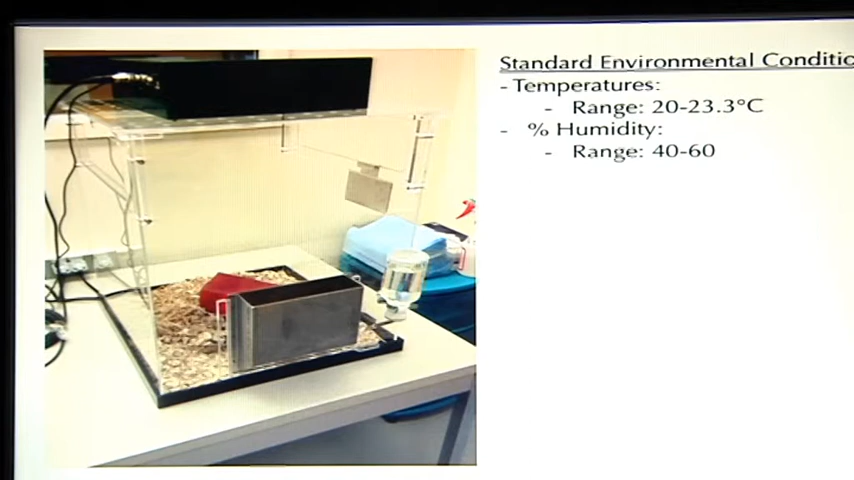 Standard Environmental Conditio
- Temperatures:
- Range: 20-23.3°C
- % Humidity:
- Range: 40-60